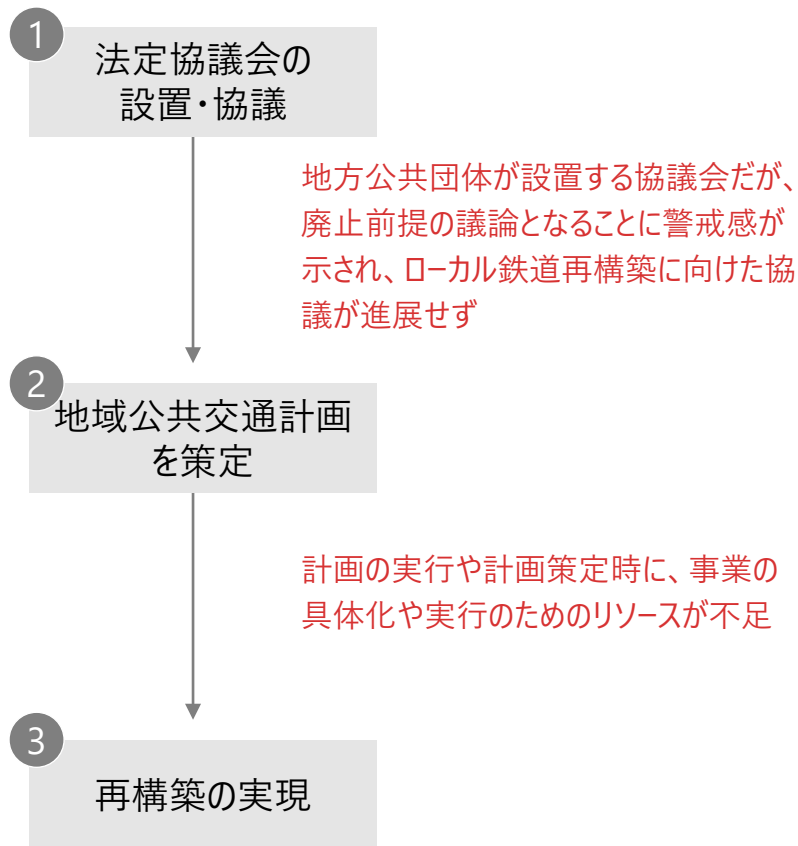 1
法定協議会の
設置・協議
地方公共団体が設置する協議会だが、
廃止前提の議論となることに警戒感が
示され、ローカル鉄道再構築に向けた協
議が進展せず
2
地域公共交通計画
を策定
計画の実行や計画策定時に、事業の
具体化や実行のためのリソースが不足
3
再構築の実現